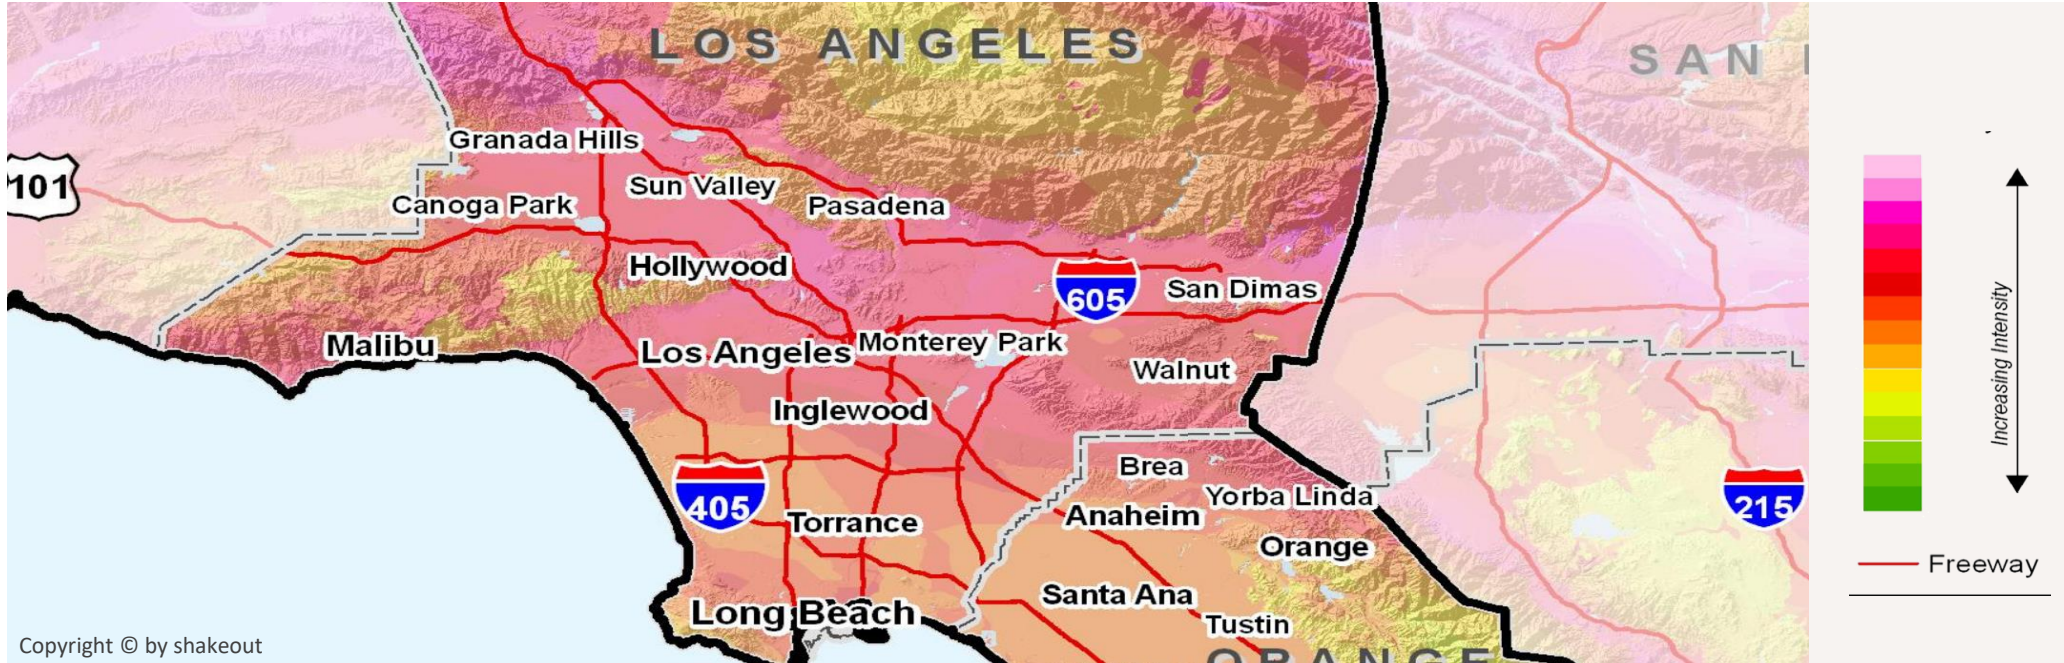 LOS ANGELES
SAN
Granada Hills
101
Sun Valley
Canoga Park
Pasadena
Hollywood
605
San Dimas
Malibu
Los Angeles
Monterey Park
Walnut
Inglewood
Brea
Yorba Linda
405
215
Torrance
Anaheim
Orange
Santa Ana
Long Beach
Tustin
ORANGE
Copyright © by shakeout
Increasing Intensity
Freeway